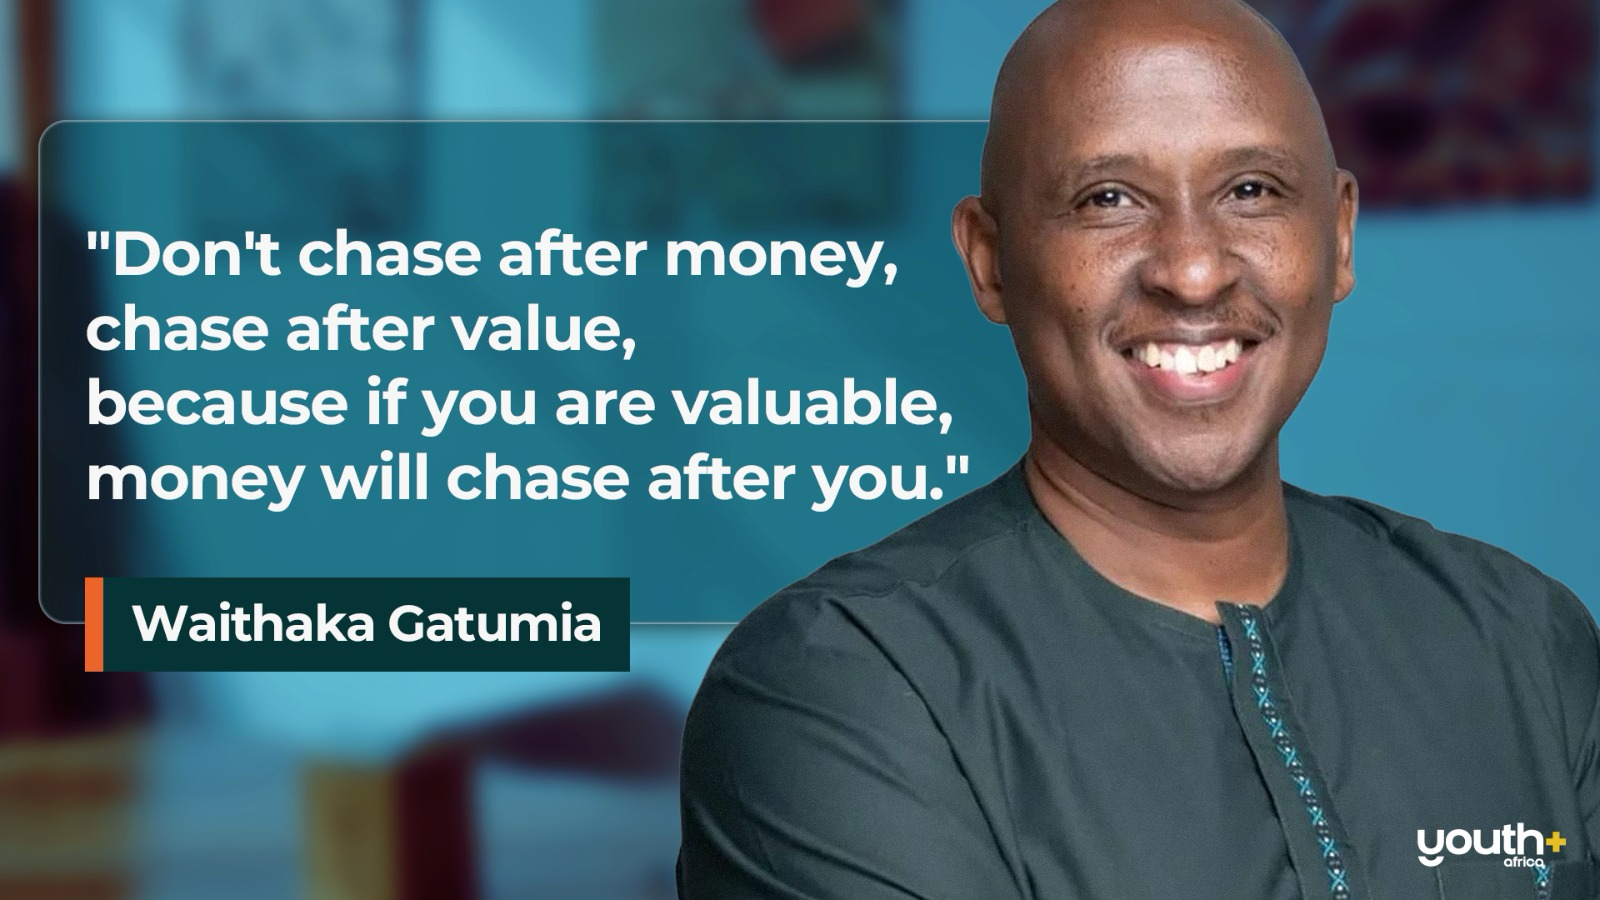 "Don't chase after money,
chase after value,
because if you are valuable,
money will chase after you."
Waithaka Gatumia
youth+
africa